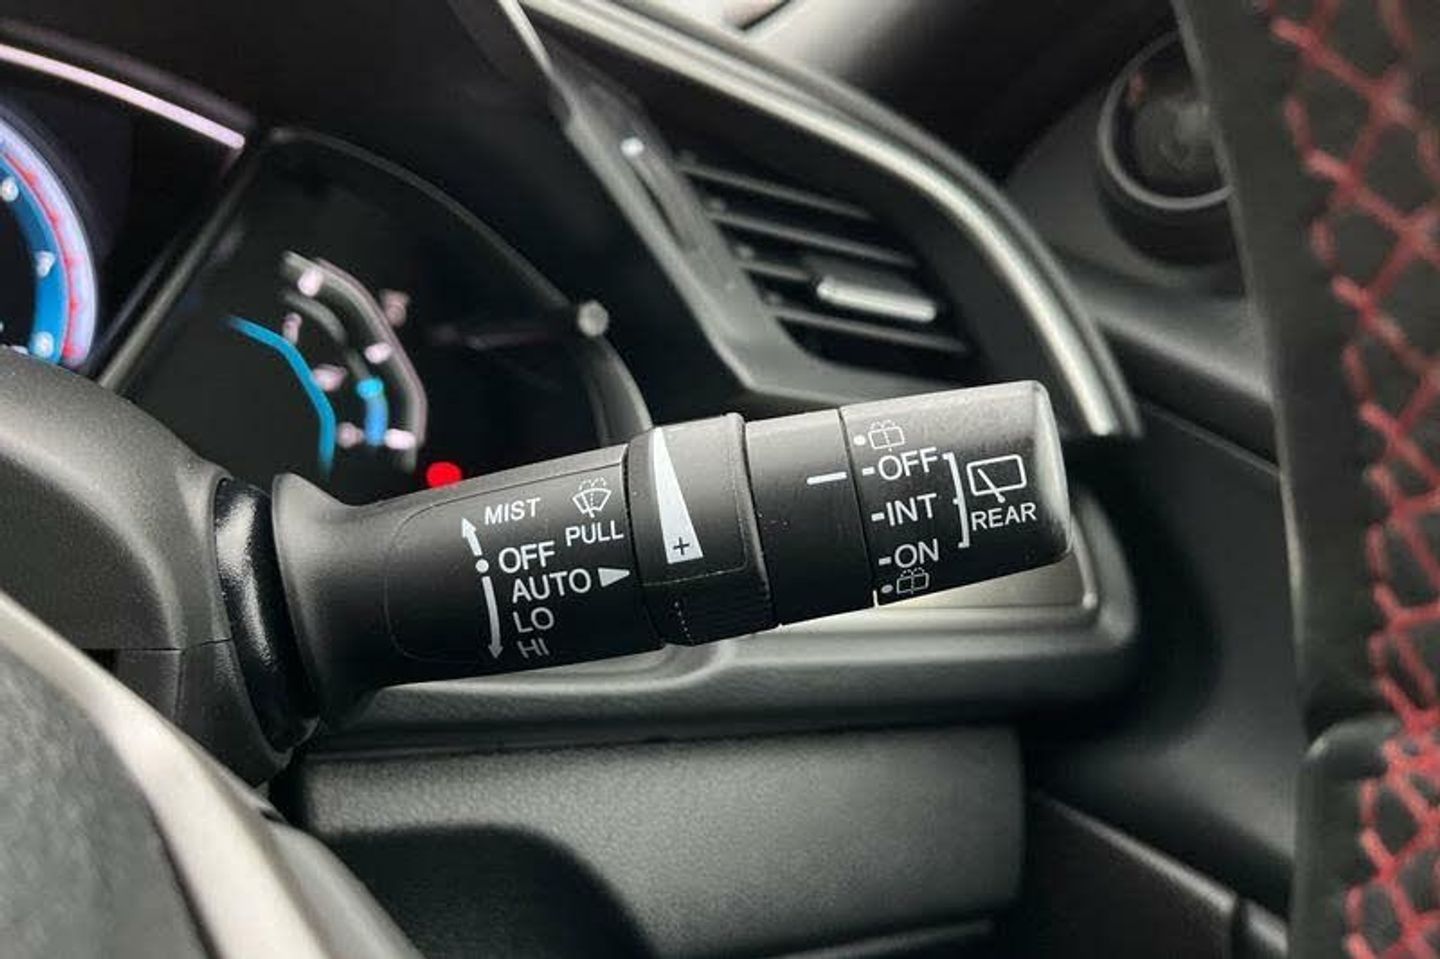 MIST
PULL
OFF
AUTO
LO
HI
+
OFF
INT
ON
REAR